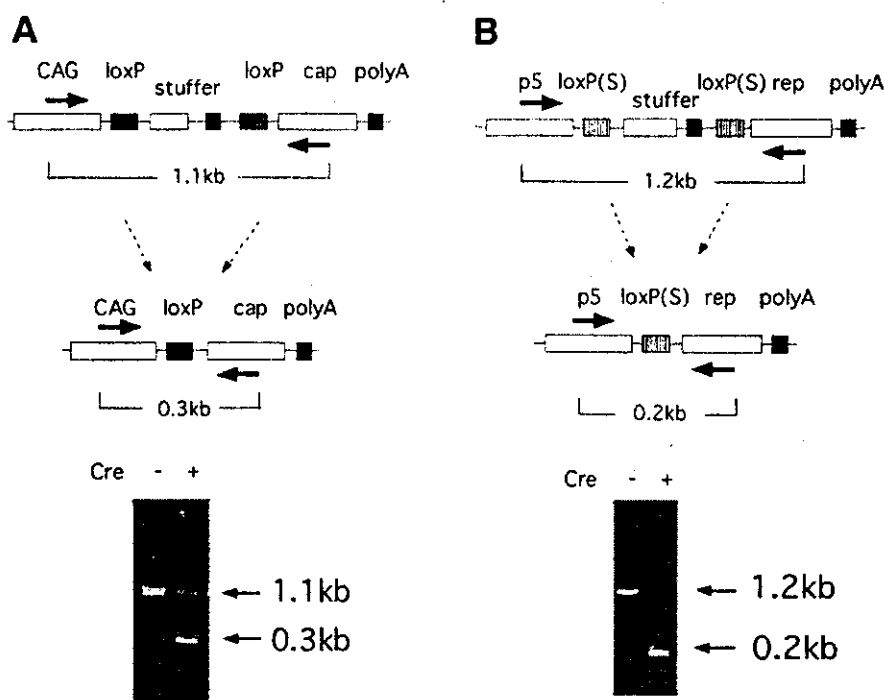 A
CAG loxP stuffer loxP cap polyA
1.1kb
CAG loxP cap polyA
0.3kb
Cre - +
1.1kb
0.3kb
B
p5 loxP(S) stuffer loxP(S) rep polyA
1.2kb
p5 loxP(S) rep polyA
0.2kb
Cre - +
1.2kb
0.2kb